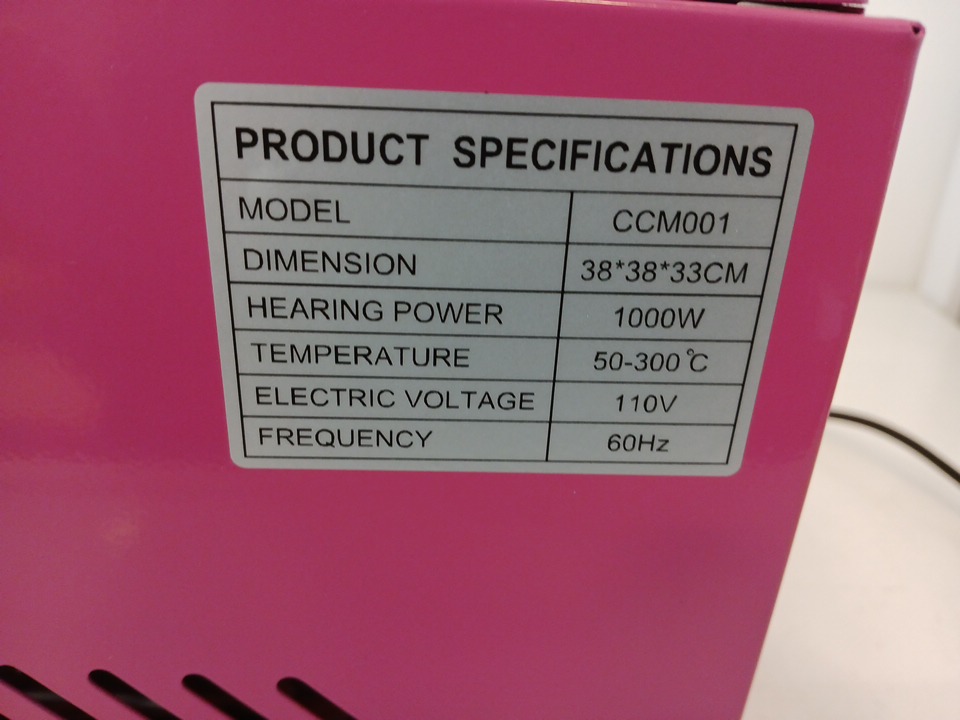 PRODUCT SPECIFICATIONS
MODEL CCM001
DIMENSION 38*38*33CM
HEARING POWER 1000W
TEMPERATURE 50-300℃
ELECTRIC VOLTAGE 110V
FREQUENCY 60Hz